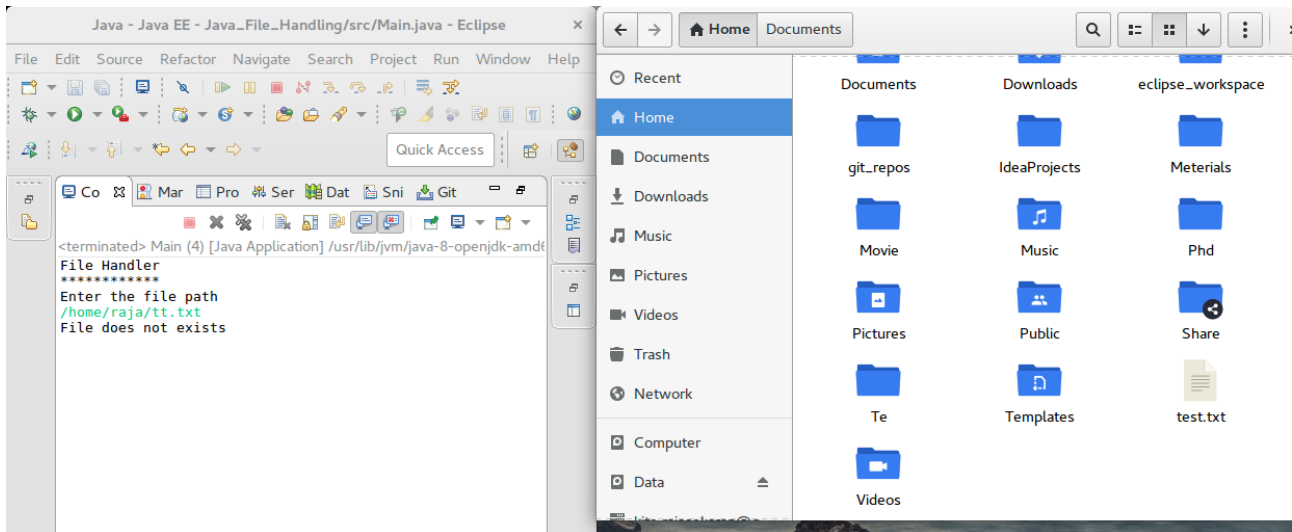 Java - Java EE - Java_File_Handling/src/Main.java - Eclipse
File Edit Source Refactor Navigate Search Project Run Window Help
Quick Access
Co Mar Pro Ser Dat Sni Git
<terminated> Main (4) [Java Application] /usr/lib/jvm/java-8-openjdk-amd6
File Handler
************
Enter the file path
/home/raja/tt.txt
File does not exists
Home Documents
Recent
Home
Documents
Downloads
Music
Pictures
Videos
Trash
Network
Computer
Data
Documents Downloads eclipse_workspace
git_repos IdeaProjects Meterials
Movie Music Phd
Pictures Public Share
Te Templates test.txt
Videos